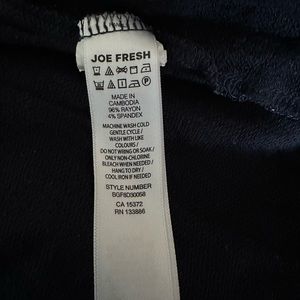 JOE FRESH
MADE IN
CAMBODIA
96% RAYON
4% SPANDEX
MACHINE WASH COLD
GENTLE CYCLE /
WASH WITH LIKE
COLOURS /
DO NOT WRING OR SOAK /
ONLY NON-CHLORINE
BLEACH WHEN NEEDED /
HANG TO DRY /
COOL IRON IF NEEDED
STYLE NUMBER
BGF8D50058
CA 15372
RN 133886